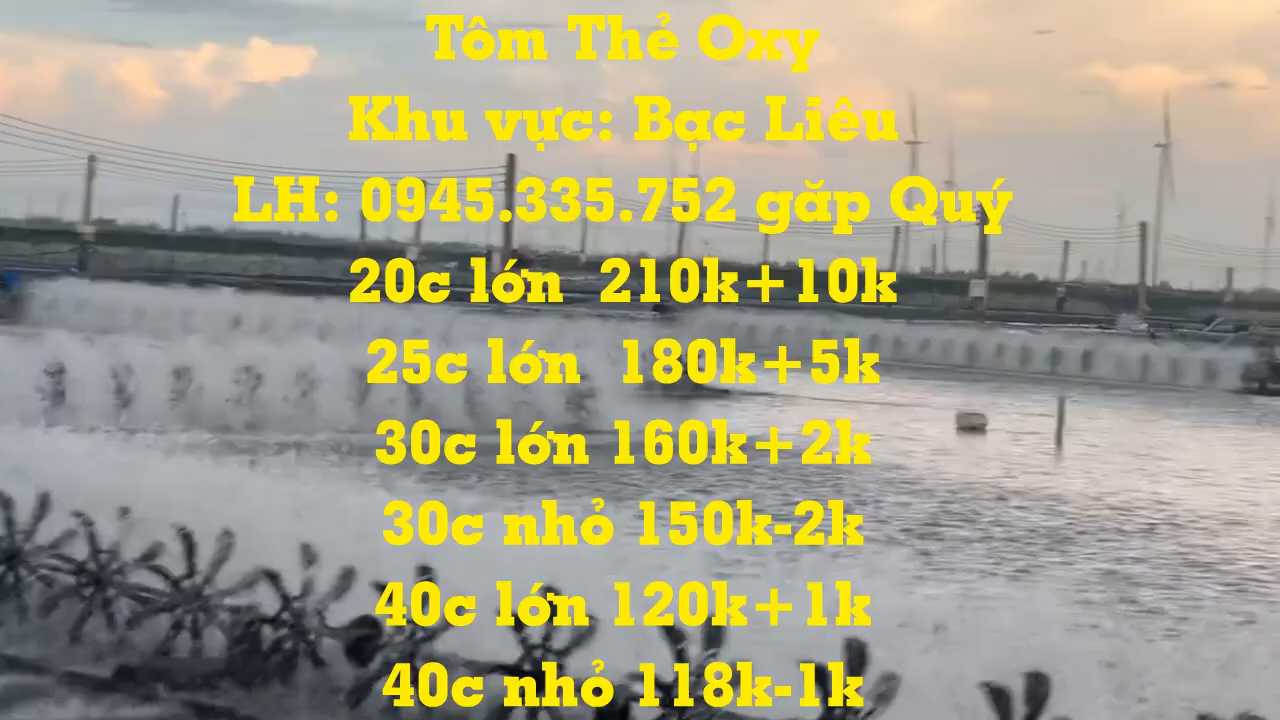 Tôm Thẻ Oxy
Khu vực: Bạc Liêu
LH: 0945.335.752 gặp Quý
20c lớn 210k+10k
25c lớn 180k+5k
30c lớn 160k+2k
30c nhỏ 150k-2k
40c lớn 120k+1k
40c nhỏ 118k-1k